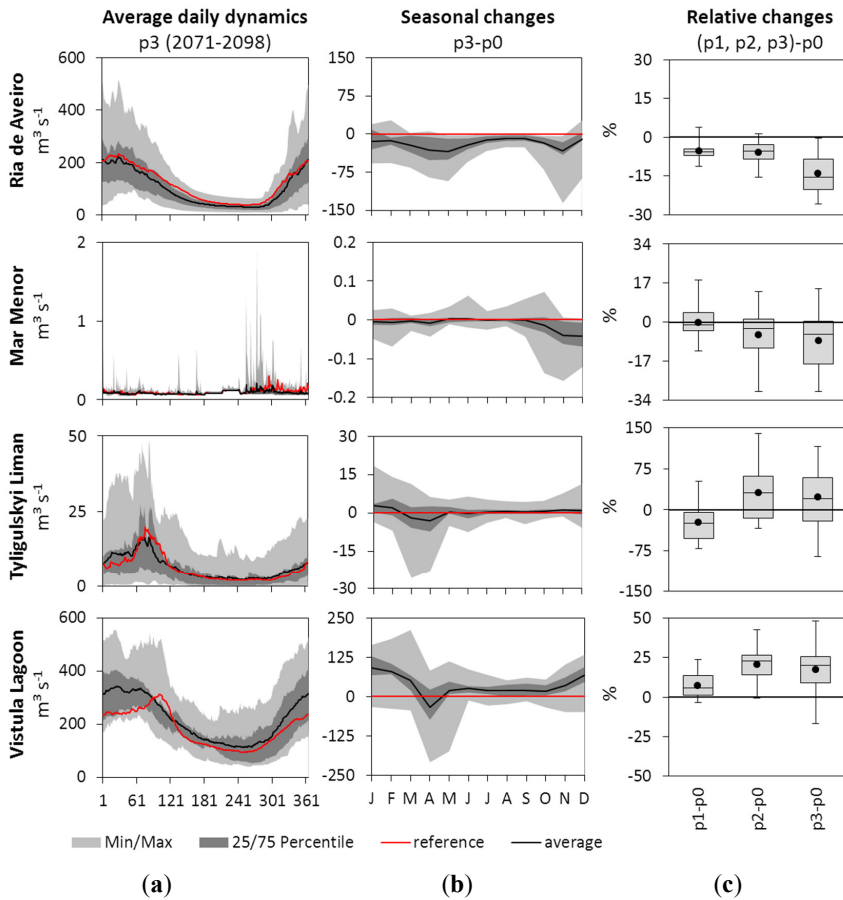 Average daily dynamics
p3 (2071-2098)
Seasonal changes
p3-p0
Relative changes
(p1, p2, p3)-p0
Ria de Aveiro
m³ s⁻¹
600
400
200
0
150
75
0
-75
-150
%
30
15
0
-15
-30
Mar Menor
m³ s⁻¹
2
1
0
0.2
0.1
0
-0.1
-0.2
%
34
17
0
-17
-34
Tyligulskyi Liman
m³ s⁻¹
50
25
0
30
15
0
-15
-30
%
150
75
0
-75
-150
Vistula Lagoon
m³ s⁻¹
600
400
200
0
250
125
0
-125
-250
%
50
25
0
-25
-50
1 61 121 181 241 301 361
J F M A M J J A S O N D
p1-p0
p2-p0
p3-p0
Min/Max 25/75 Percentile reference average
(a) (b) (c)